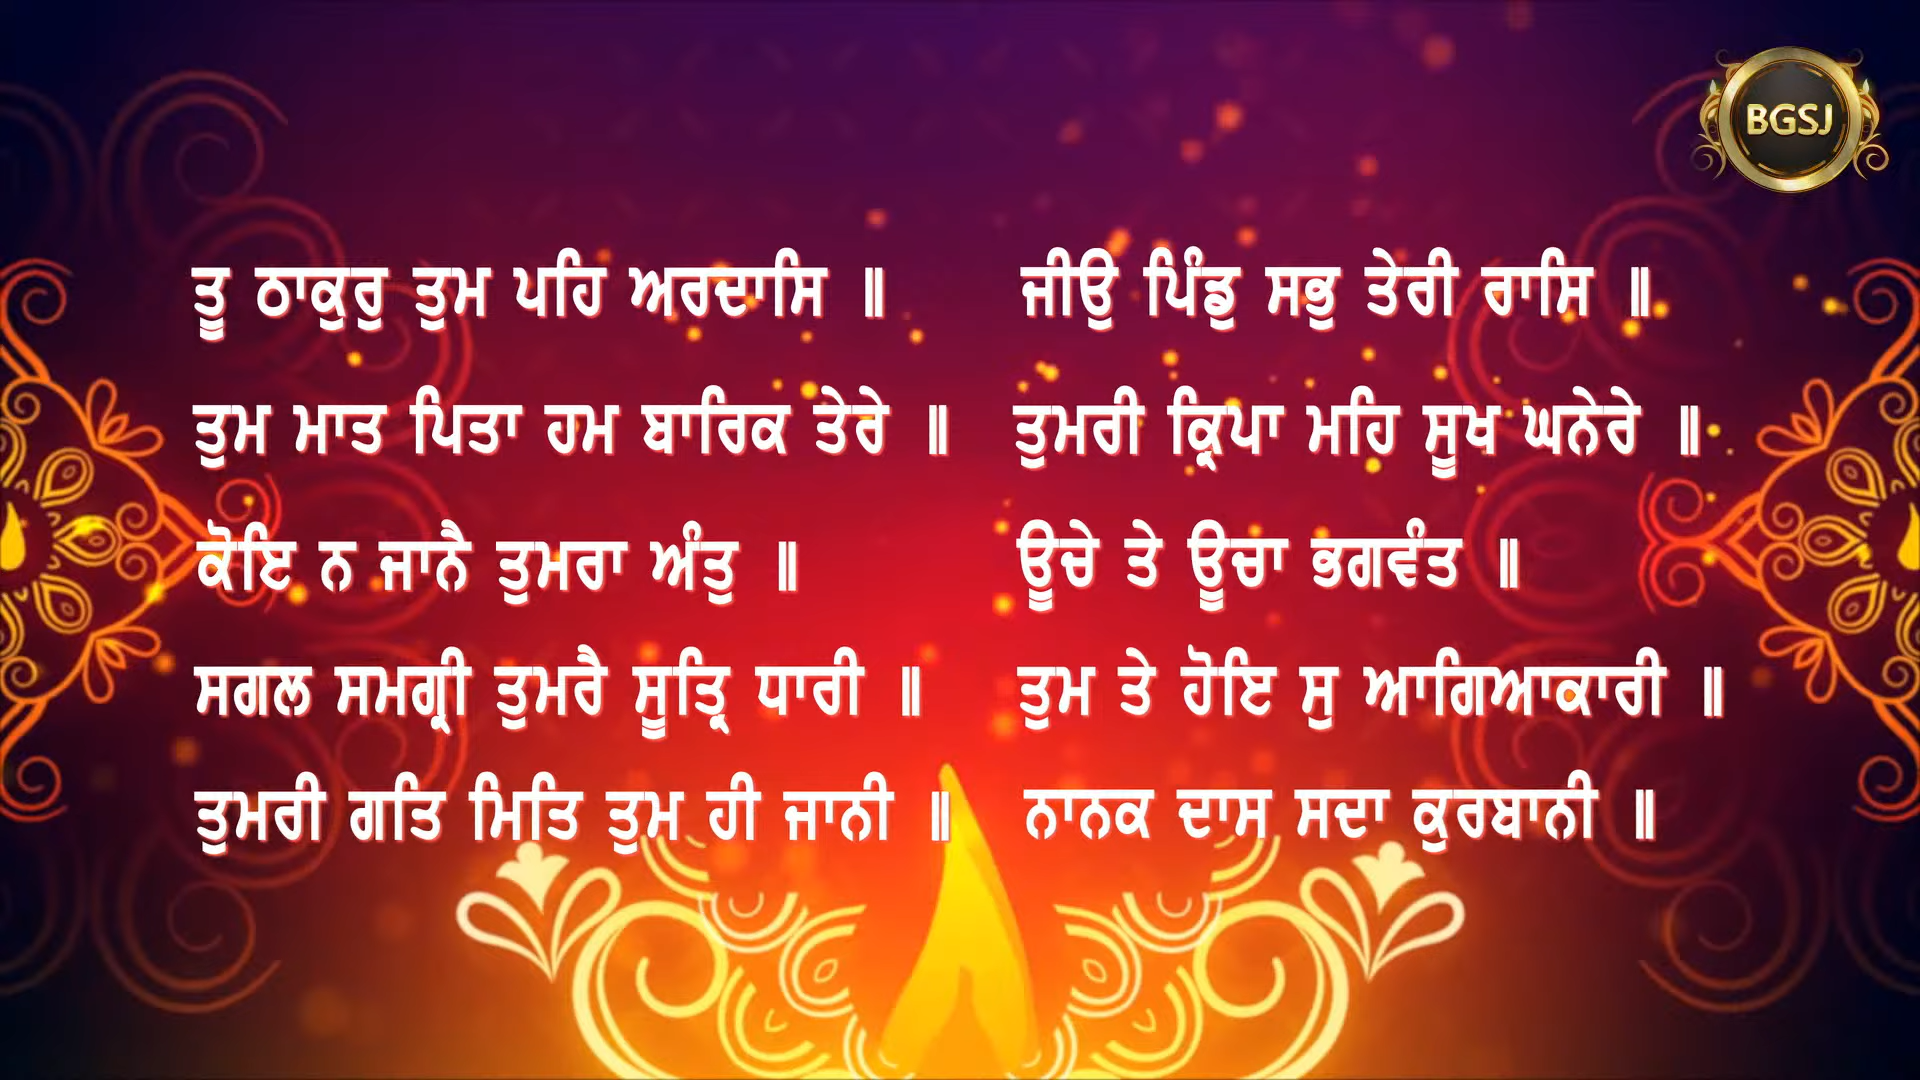 BGSJ
ਤੂ ਠਾਕੁਰੁ ਤੁਮ ਪਹਿ ਅਰਦਾਸਿ ॥ ਜੀਉ ਪਿੰਡੁ ਸਭੁ ਤੇਰੀ ਰਾਸਿ ॥
ਤੁਮ ਮਾਤ ਪਿਤਾ ਹਮ ਬਾਰਿਕ ਤੇਰੇ ॥ ਤੁਮਰੀ ਕ੍ਰਿਪਾ ਮਹਿ ਸੂਖ ਘਨੇਰੇ ॥
ਕੋਇ ਨ ਜਾਨੈ ਤੁਮਰਾ ਅੰਤੁ ॥ ਊਚੇ ਤੇ ਊਚਾ ਭਗਵੰਤ ॥
ਸਗਲ ਸਮਗ੍ਰੀ ਤੁਮਰੈ ਸੂਤ੍ਰਿ ਧਾਰੀ ॥ ਤੁਮ ਤੇ ਹੋਇ ਸੁ ਆਗਿਆਕਾਰੀ ॥
ਤੁਮਰੀ ਗਤਿ ਮਿਤਿ ਤੁਮ ਹੀ ਜਾਨੀ ॥ ਨਾਨਕ ਦਾਸ ਸਦਾ ਕੁਰਬਾਨੀ ॥